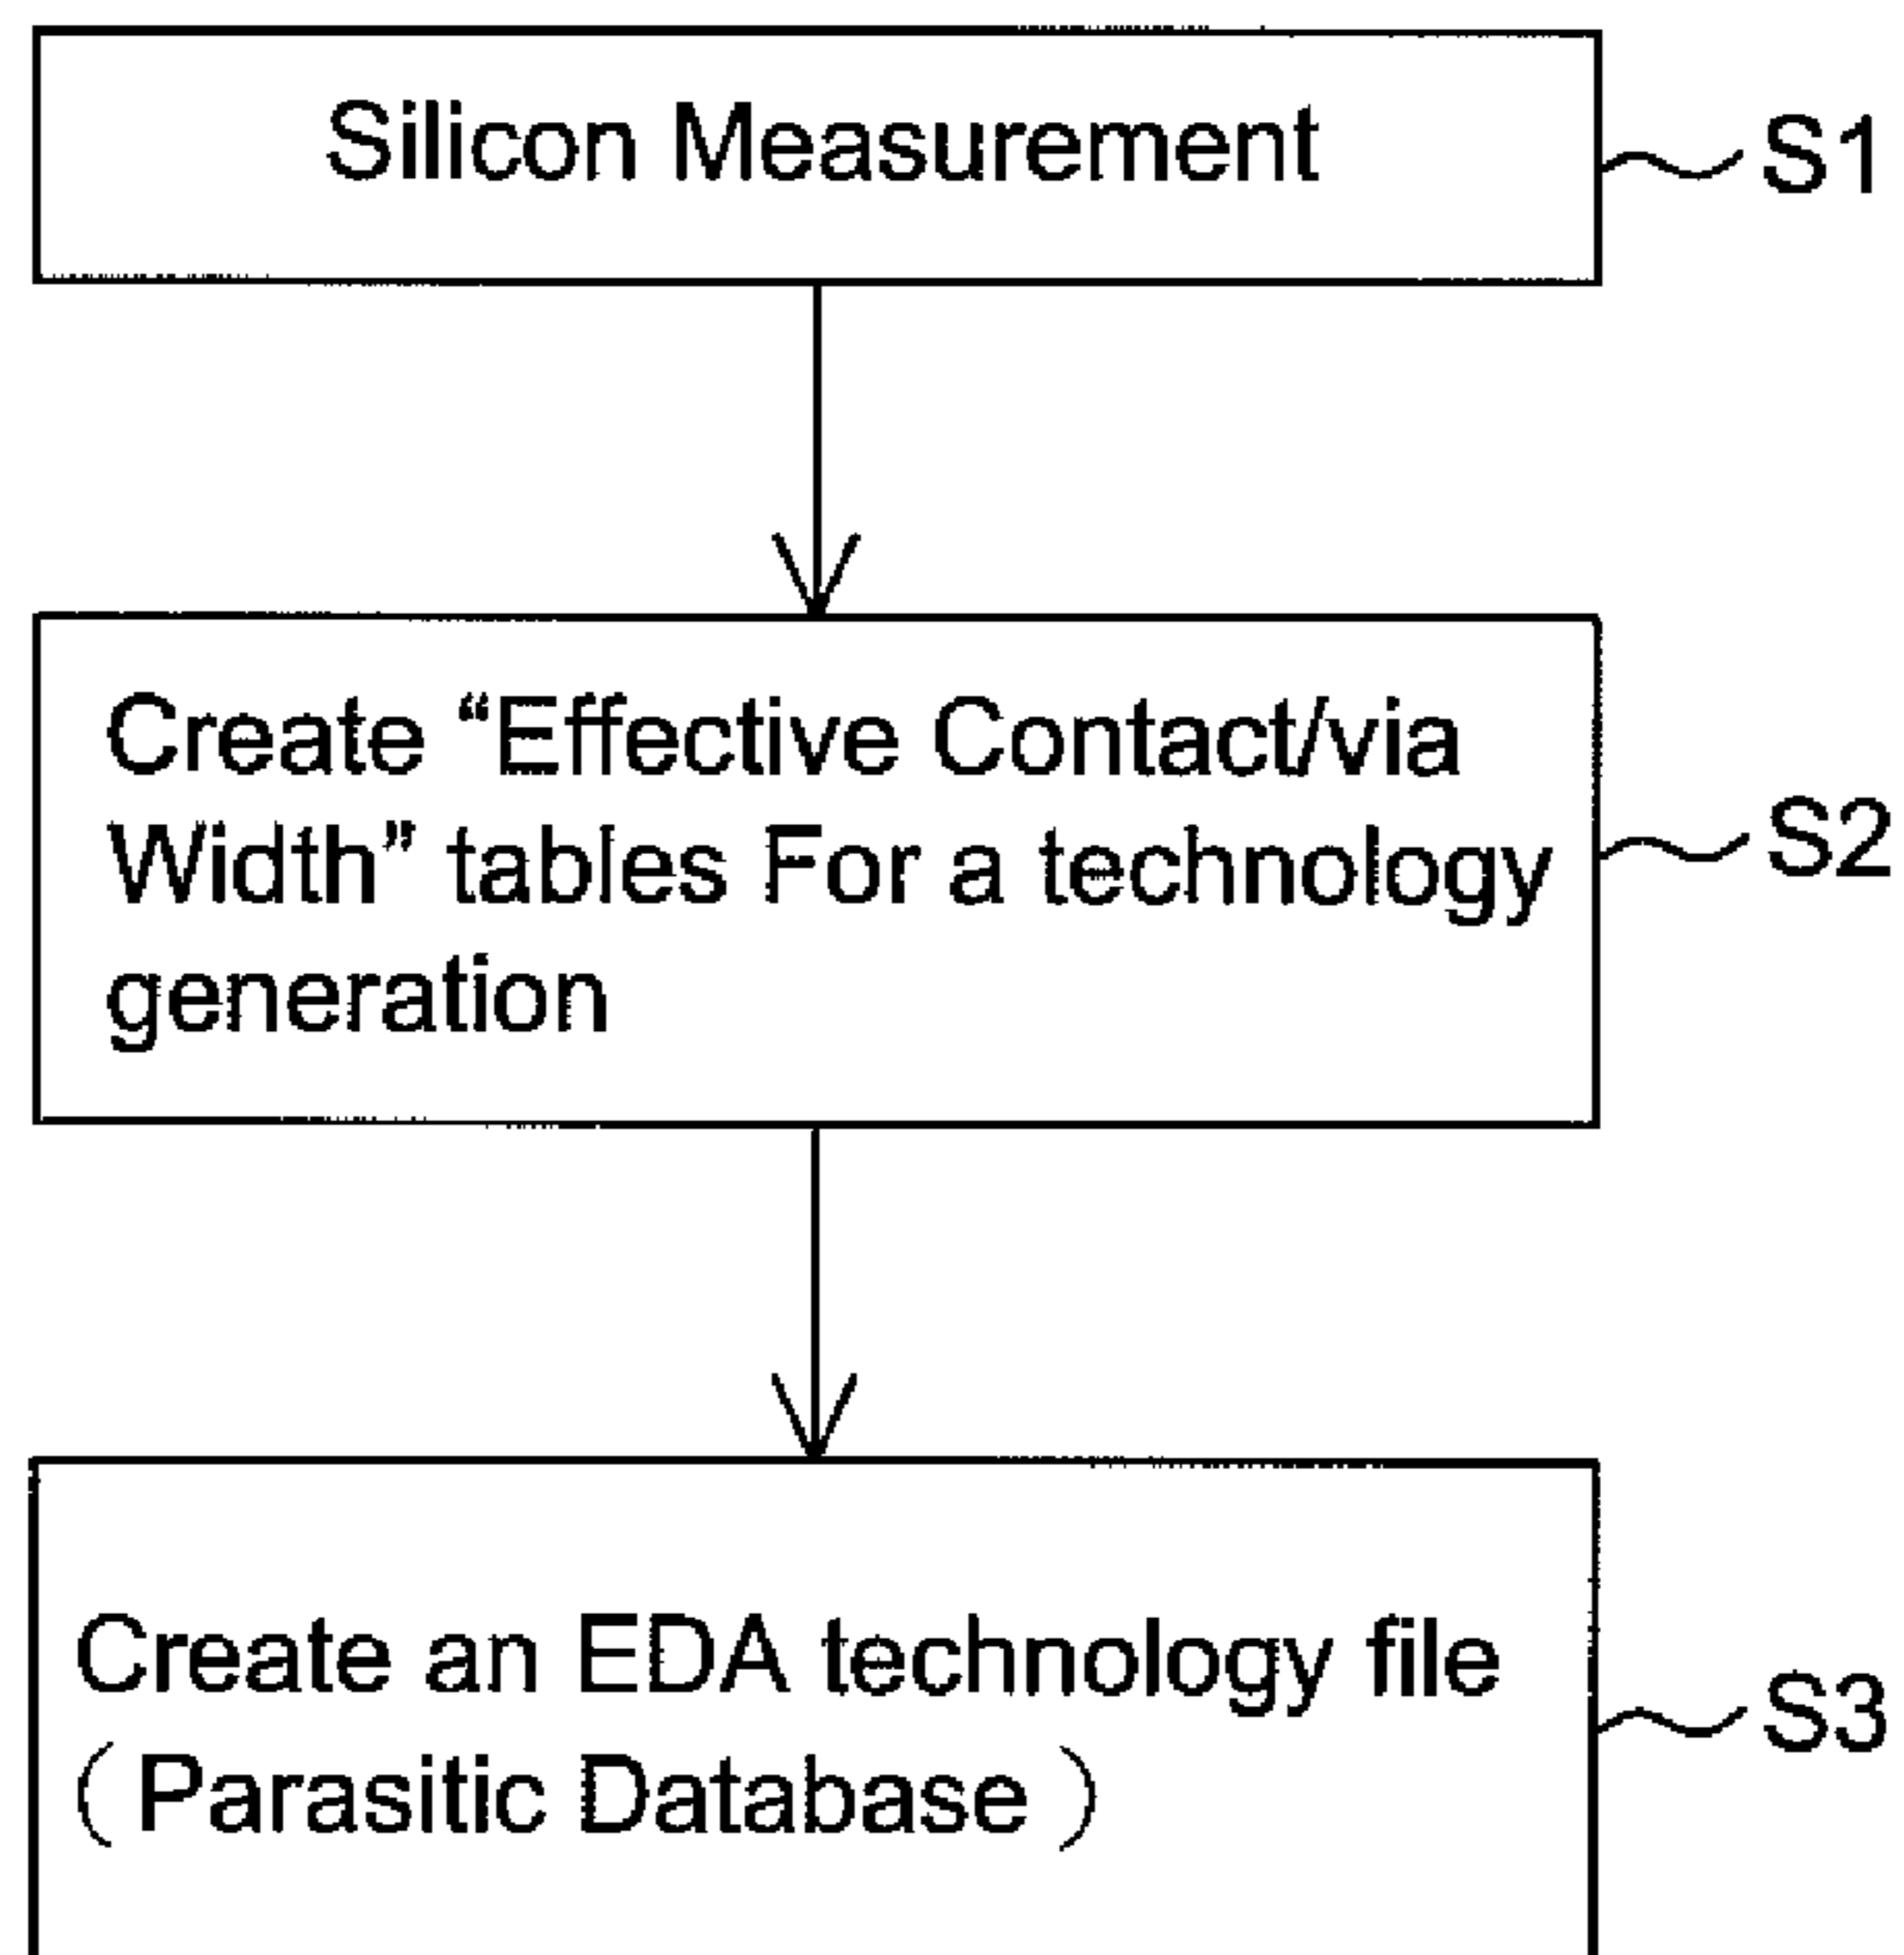 Silicon Measurement
S1
Create “Effective Contact/via
Width” tables For a technology
generation
S2
Create an EDA technology file
( Parasitic Database )
S3